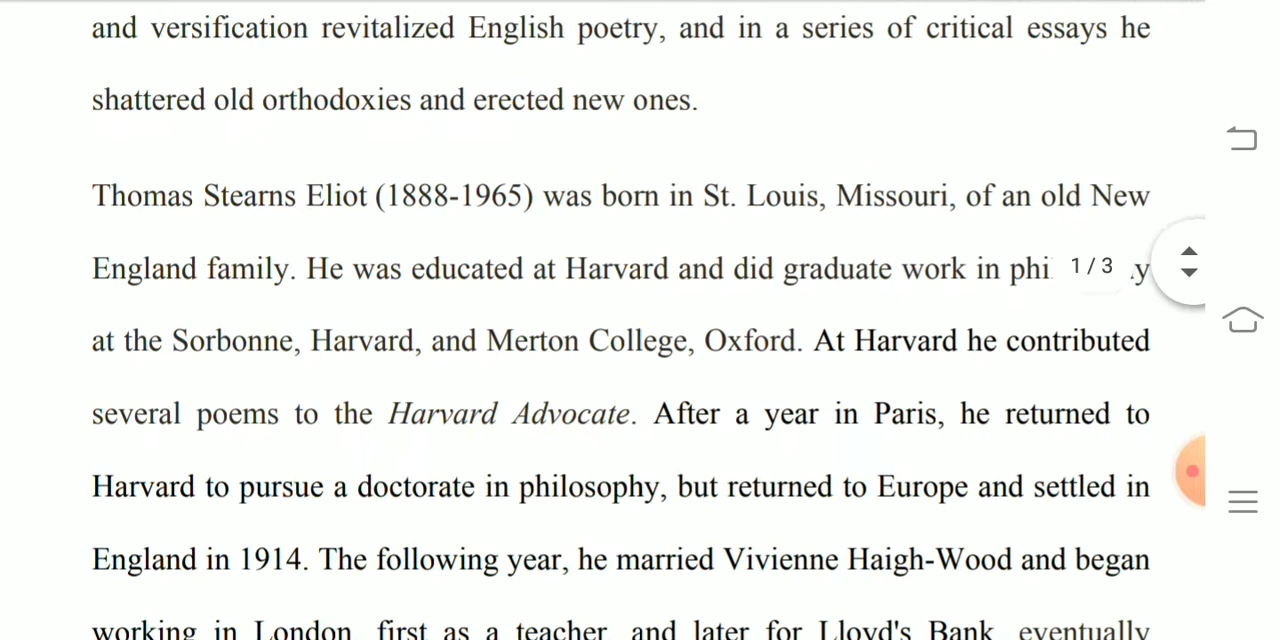 and versification revitalized English poetry, and in a series of critical essays he
shattered old orthodoxies and erected new ones.
Thomas Stearns Eliot (1888-1965) was born in St. Louis, Missouri, of an old New
England family. He was educated at Harvard and did graduate work in phi 1/3 y
at the Sorbonne, Harvard, and Merton College, Oxford. At Harvard he contributed
several poems to the Harvard Advocate. After a year in Paris, he returned to
Harvard to pursue a doctorate in philosophy, but returned to Europe and settled in
England in 1914. The following year, he married Vivienne Haigh-Wood and began
working in London, first as a teacher, and later for Lloyd's Bank, eventually